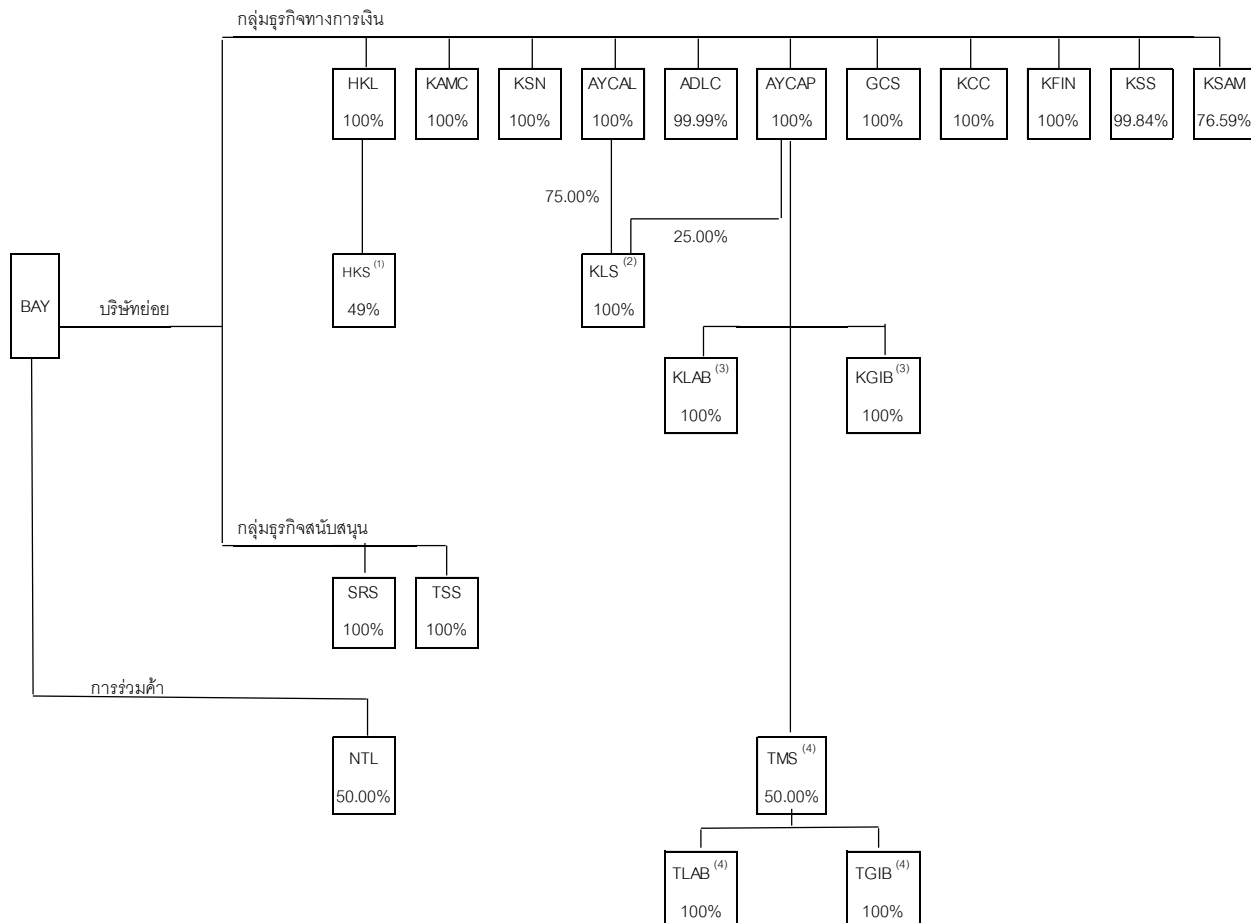 กลุ่มธุรกิจทางการเงิน
HKL KAMC KSN AYCAL ADLC AYCAP GCS KCC KFIN KSS KSAM
100% 100% 100% 100% 99.99% 100% 100% 100% 100% 99.84% 76.59%
75.00%
25.00%
HKS (1) KLS (2)
49% 100%
BAY
บริษัทย่อย
KLAB (3) KGIB (3)
100% 100%
กลุ่มธุรกิจสนับสนุน
SRS TSS
100% 100%
การร่วมค้า
NTL TMS (4)
50.00% 50.00%
TLAB (4) TGIB (4)
100% 100%